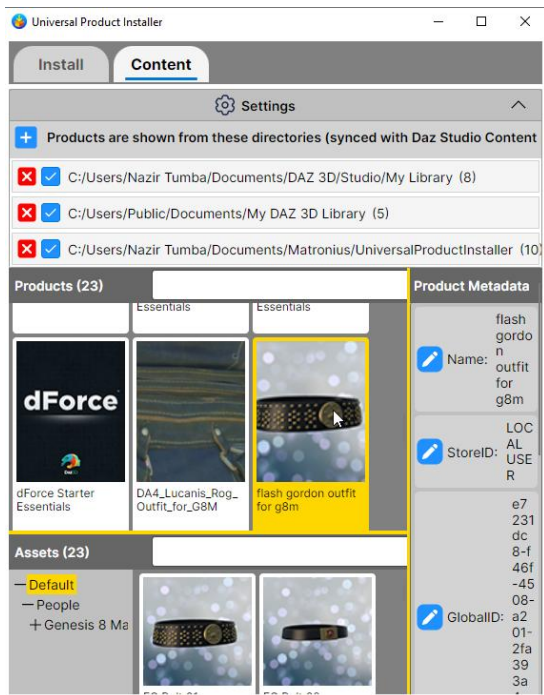 Universal Product Installer
Install
Content
Settings
Products are shown from these directories (synced with Daz Studio Content
C:/Users/Nazir Tumba/Documents/DAZ 3D/Studio/My Library (8)
C:/Users/Public/Documents/My DAZ 3D Library (5)
C:/Users/Nazir Tumba/Documents/Matronius/UniversalProductInstaller (10)
Products (23)
Essentials
Essentials
dForce
Daz3D
dForce Starter
Essentials
DA4_Lucanis_Rog_
Outfit_for_G8M
flash gordon outfit
for g8m
Assets (23)
Default
People
Genesis 8 Ma
Product Metadata
Name:
flash
gordo
n
outfit
for
g8m
StoreID:
LOC
AL
USE
R
GlobalID:
e7
231
dc
8-f
46f
-45
08-
a2
01-
2fa
39
3a